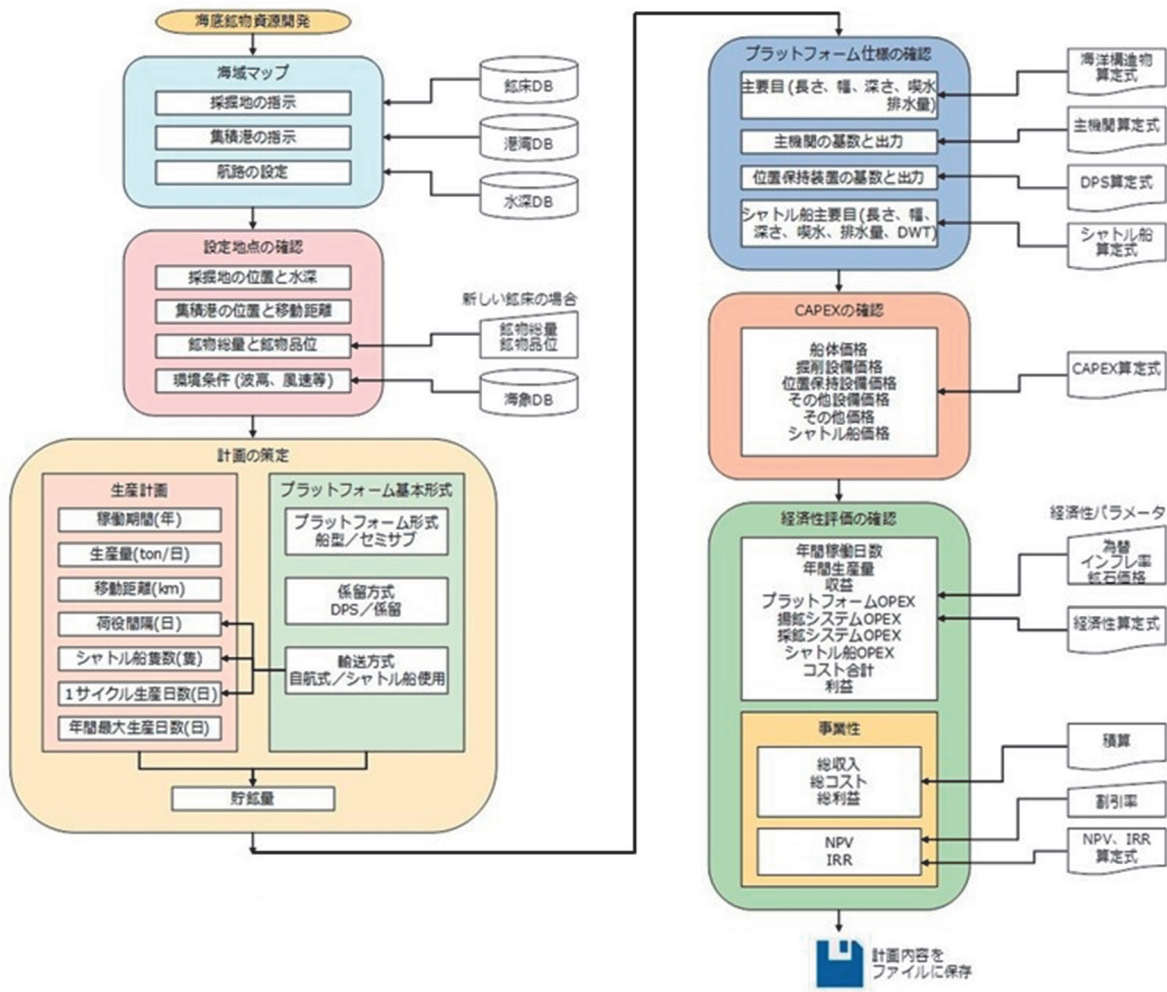 海底鉱物資源開発
海域マップ
採掘地の指示
集積港の指示
航路の設定
鉱床DB
港湾DB
水深DB
設定地点の確認
採掘地の位置と水深
集積港の位置と移動距離
鉱物総量と鉱物品位
環境条件 (波高、風速等)
新しい鉱床の場合
鉱物総量
鉱物品位
海象DB
計画の策定
生産計画
稼働期間(年)
生産量(ton/日)
移動距離(km)
荷役間隔(日)
シャトル船隻数(隻)
1サイクル生産日数(日)
年間最大生産日数(日)
プラットフォーム基本形式
プラットフォーム形式
船型/セミサブ
係留方式
DPS/係留
輸送方式
自航式/シャトル船使用
貯鉱量
プラットフォーム仕様の確認
主要目 (長さ、幅、深さ、喫水
排水量)
主機関の基数と出力
位置保持装置の基数と出力
シャトル船主要目 (長さ、幅、
深さ、喫水、排水量、DWT)
海洋構造物
算定式
主機関算定式
DPS算定式
シャトル船
算定式
CAPEXの確認
船体価格
掘削設備価格
位置保持設備価格
その他設備価格
その他価格
シャトル船価格
CAPEX算定式
経済性評価の確認
年間稼働日数
年間生産量
収益
プラットフォームOPEX
揚鉱システムOPEX
採鉱システムOPEX
シャトル船OPEX
コスト合計
利益
経済性パラメータ
為替
インフレ率
鉱石価格
経済性算定式
事業性
総収入
総コスト
総利益
NPV
IRR
積算
割引率
NPV、IRR
算定式
計画内容を
ファイルに保存